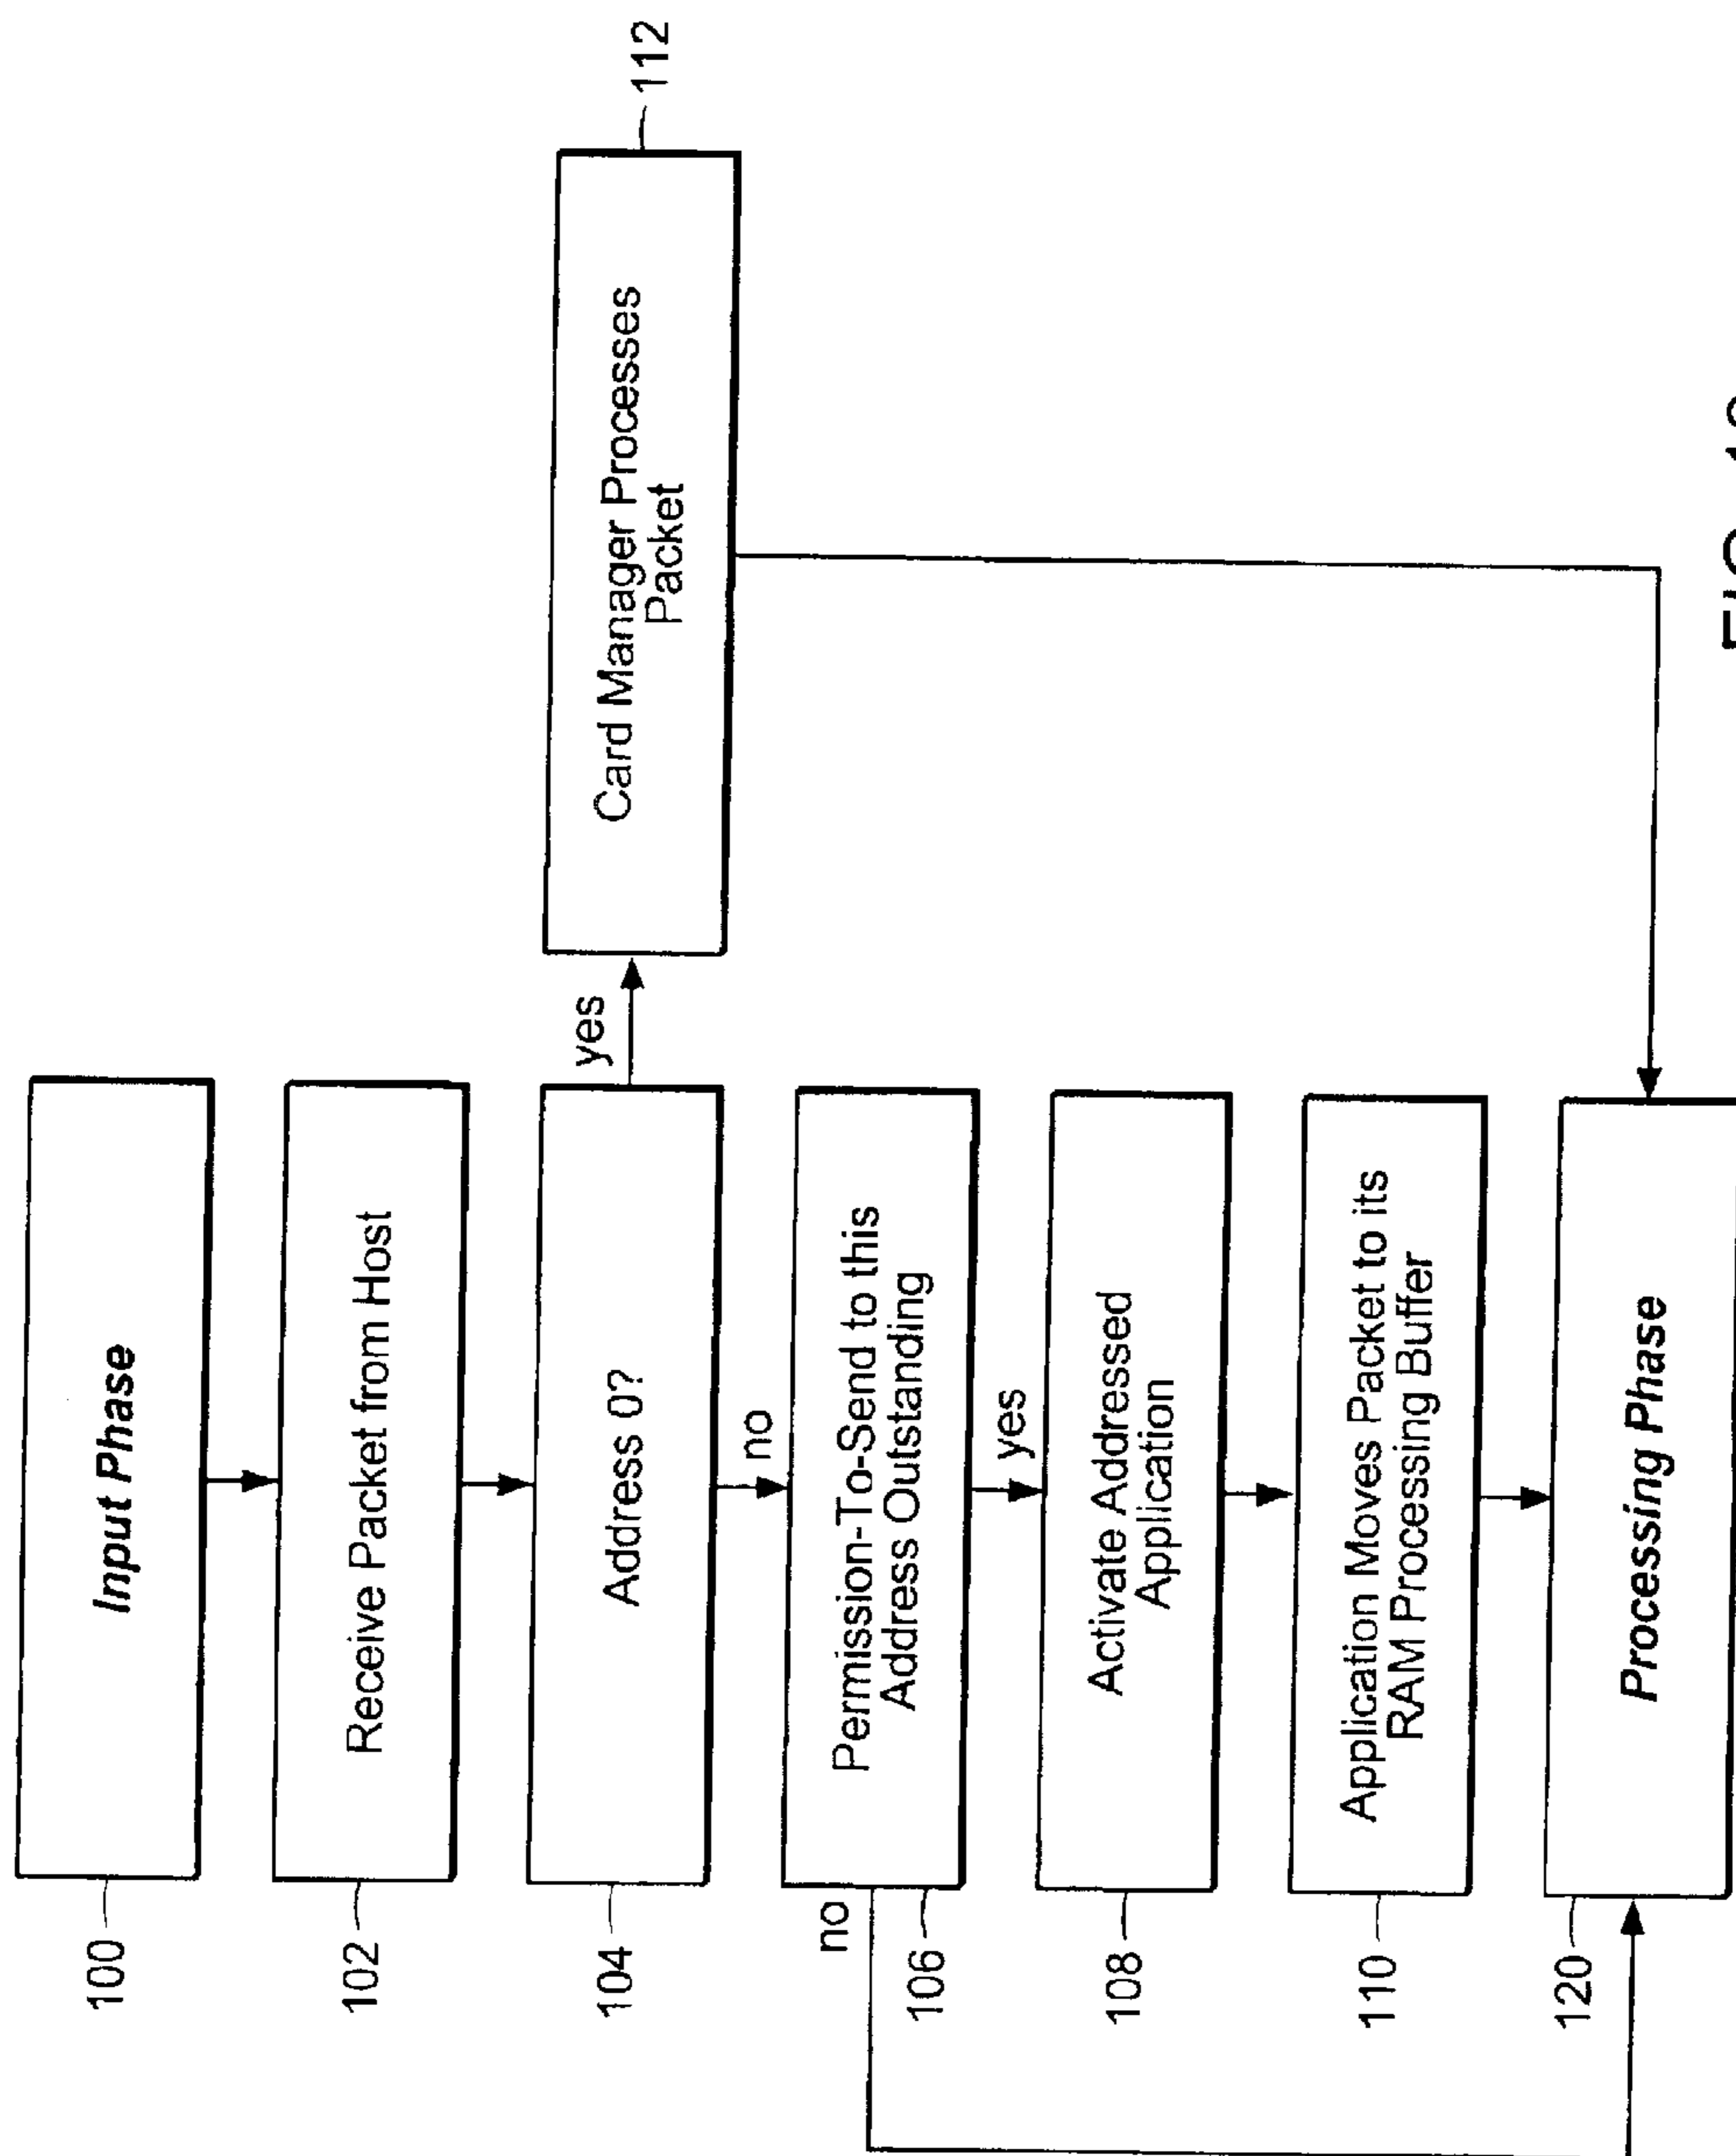 100
Input Phase
102
Receive Packet from Host
104
Address 0?
yes
Card Manager Processes
Packet
112
no
no
106
Permission-To-Send to this
Address Outstanding
yes
108
Activate Addressed
Application
110
Application Moves Packet to its
RAM Processing Buffer
120
Processing Phase